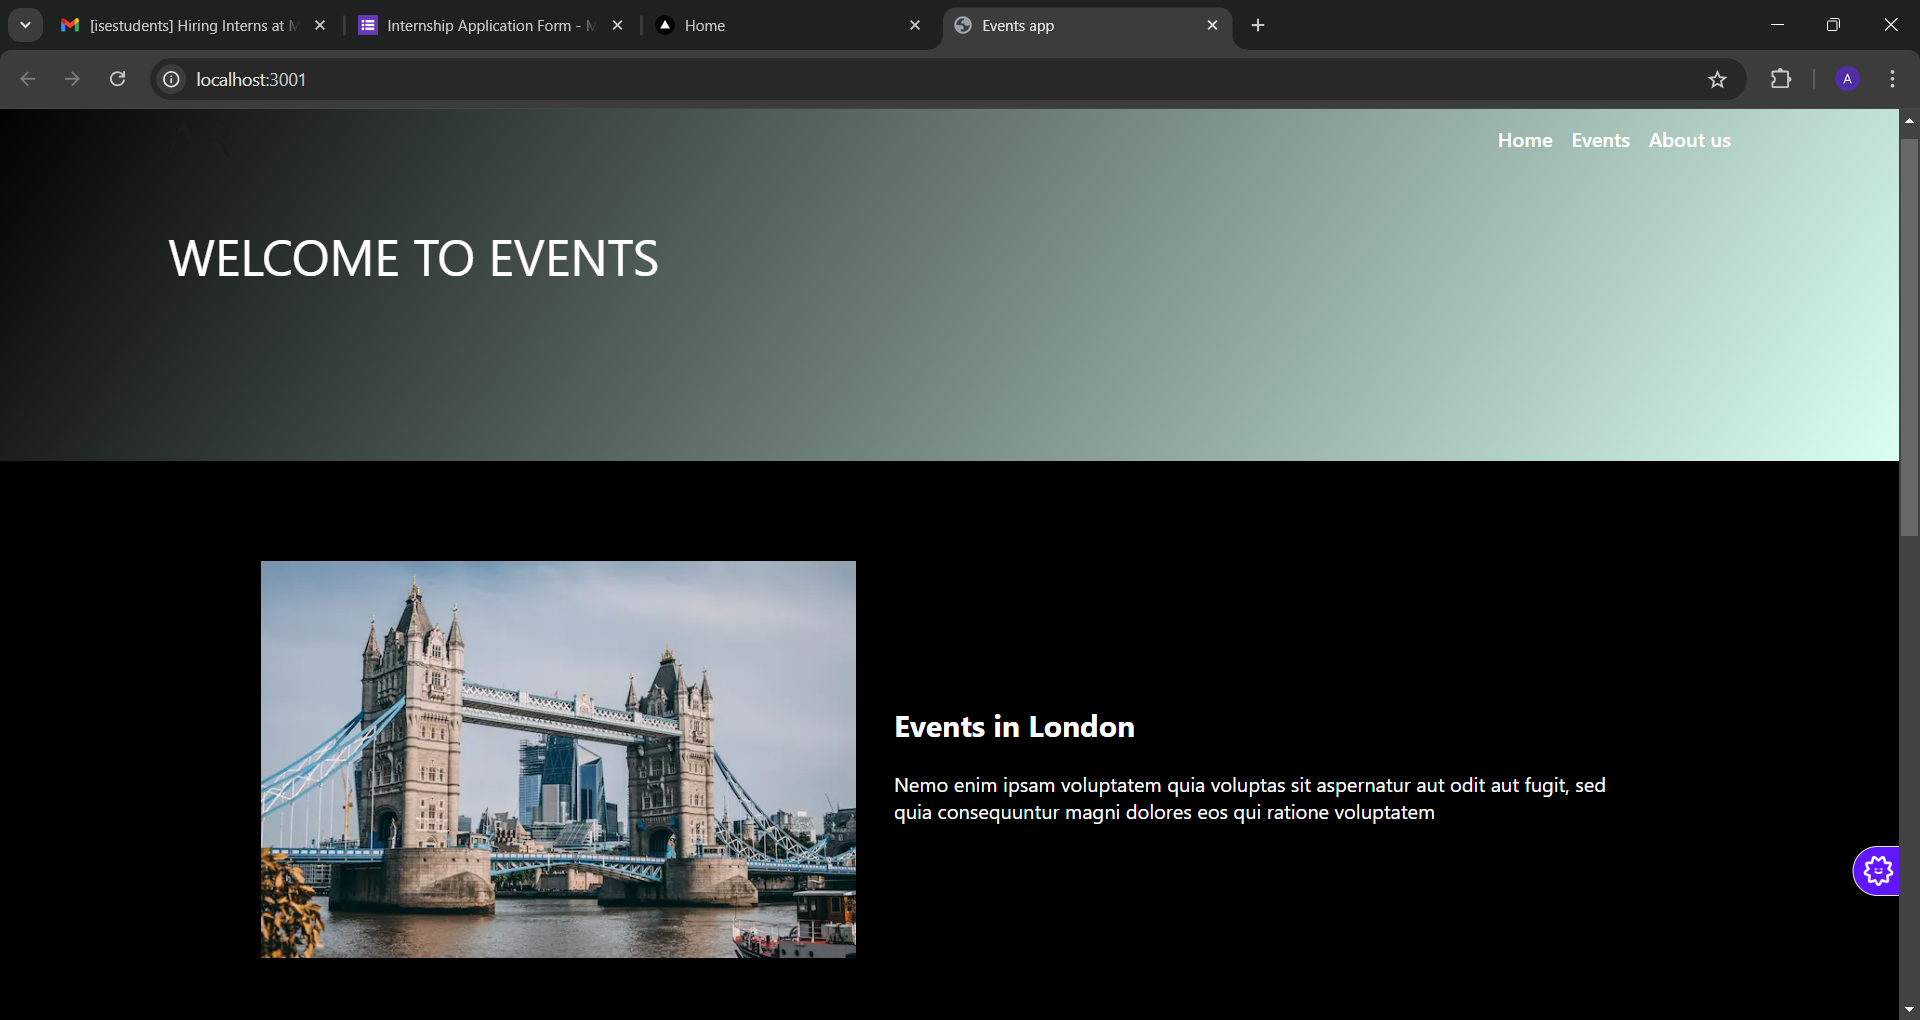 [isestudents] Hiring Interns at M
Internship Application Form - M
Home
Events app
localhost:3001
A
Home Events About us
WELCOME TO EVENTS
Events in London
Nemo enim ipsam voluptatem quia voluptas sit aspernatur aut odit aut fugit, sed
quia consequuntur magni dolores eos qui ratione voluptatem